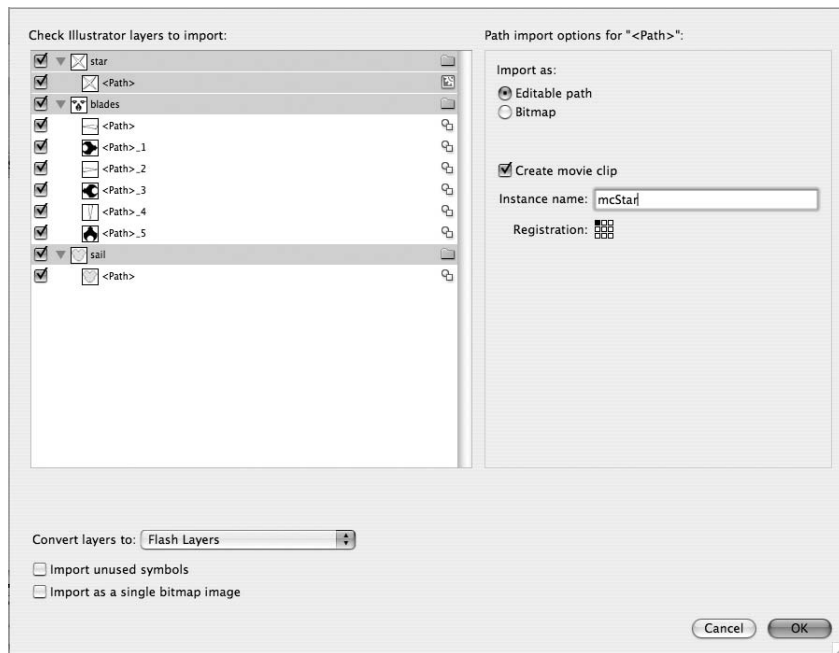 Check Illustrator layers to import:
star
<Path>
blades
<Path>
<Path>_1
<Path>_2
<Path>_3
<Path>_4
<Path>_5
sail
<Path>
Path import options for "<Path>":
Import as:
Editable path
Bitmap
Create movie clip
Instance name: mcStar
Registration:
Convert layers to: Flash Layers
Import unused symbols
Import as a single bitmap image
Cancel OK